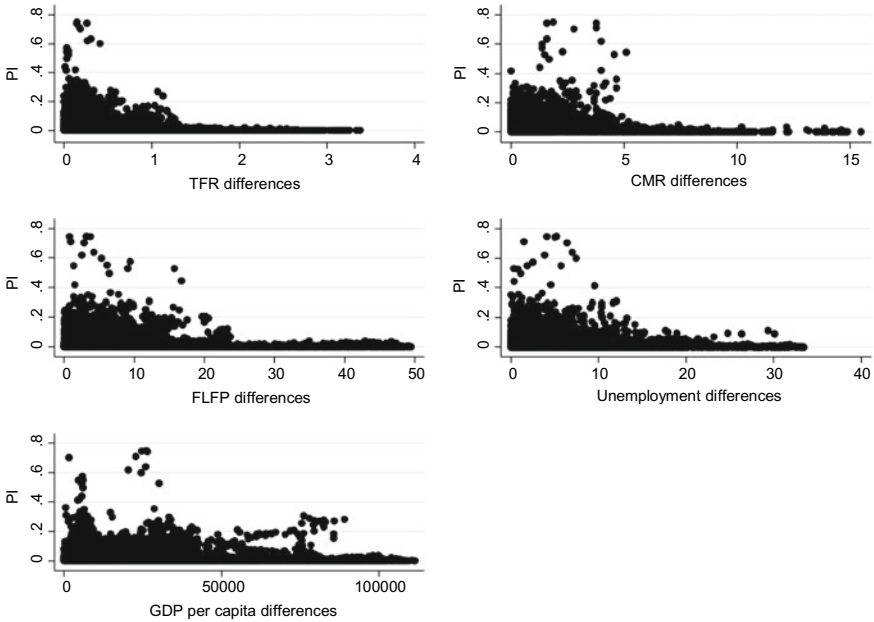 PI
.8
.6
.4
.2
0
0 1 2 3 4
TFR differences
PI
.8
.6
.4
.2
0
0 5 10 15
CMR differences
PI
.8
.6
.4
.2
0
0 10 20 30 40 50
FLFP differences
PI
.8
.6
.4
.2
0
0 10 20 30 40
Unemployment differences
PI
.8
.6
.4
.2
0
0 50000 100000
GDP per capita differences